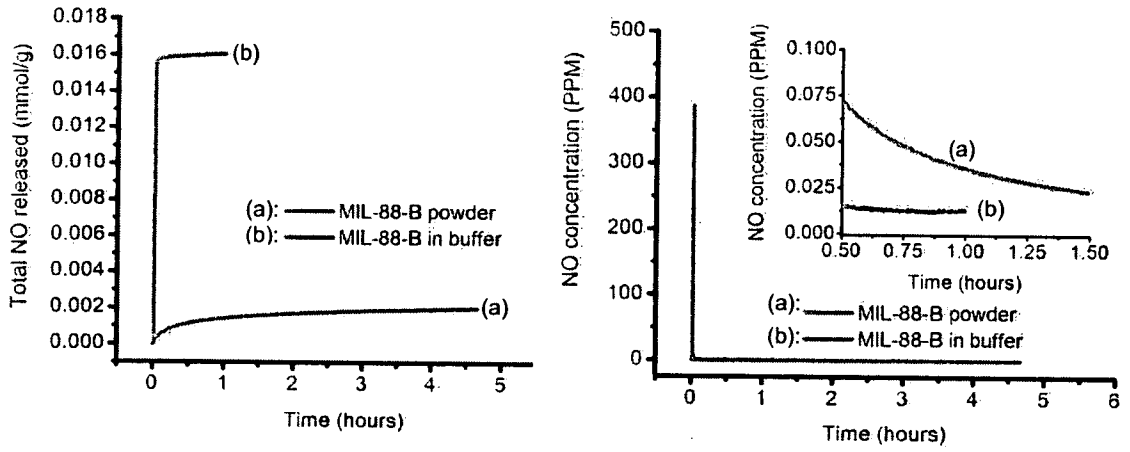 Total NO released (mmol/g)
0.018
0.016
0.014
0.012
0.010
0.008
0.006
0.004
0.002
0.000
(b)
(a): MIL-88-B powder
(b): MIL-88-B in buffer
(a)
0 1 2 3 4 5
Time (hours)
NO concentration (PPM)
500
400
300
200
100
0
NO concentration (PPM)
0.100
0.075
0.050
0.025
0.000
(a)
(b)
0.50 0.75 1.00 1.25 1.50
Time (hours)
(a): MIL-88-B powder
(b): MIL-88-B in buffer
0 1 2 3 4 5 6
Time (hours)